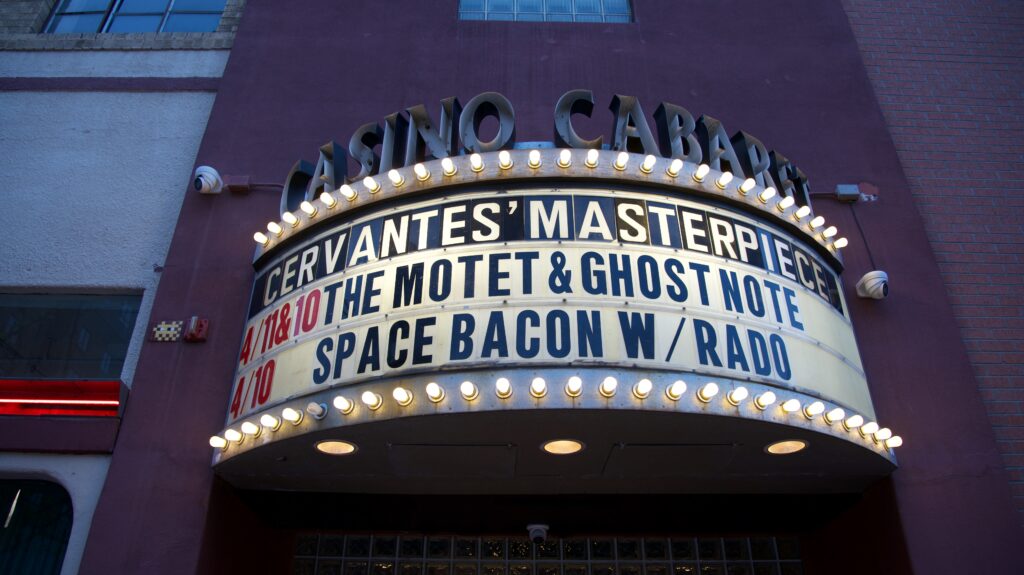 CASINO CABARET
CERVANTES' MASTERPIECE
4/11&10 THE MOTET & GHOST NOTE
4/10 SPACE BACON W/RADO